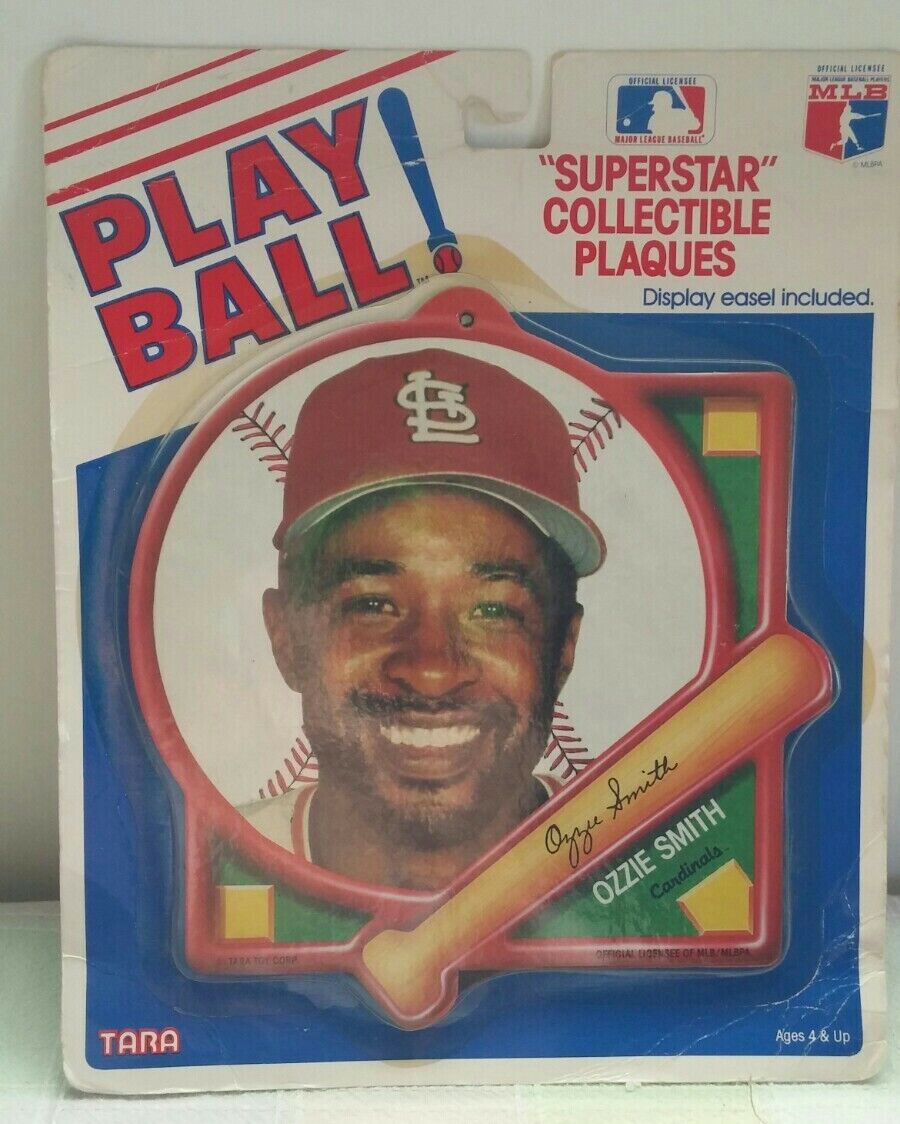 PLAY
BALL!
TM
OFFICIAL LICENSEE
MAJOR LEAGUE BASEBALL
OFFICIAL LICENSEE
MAJOR LEAGUE BASEBALL PLAYERS
MLB
© MLBPA
"SUPERSTAR"
COLLECTIBLE
PLAQUES
Display easel included.
STL
Ozzie Smith
OZZIE SMITH
Cardinals
TARA TOY CORP.
OFFICIAL LICENSEE OF MLB/MLBPA
TARA
Ages 4 & Up